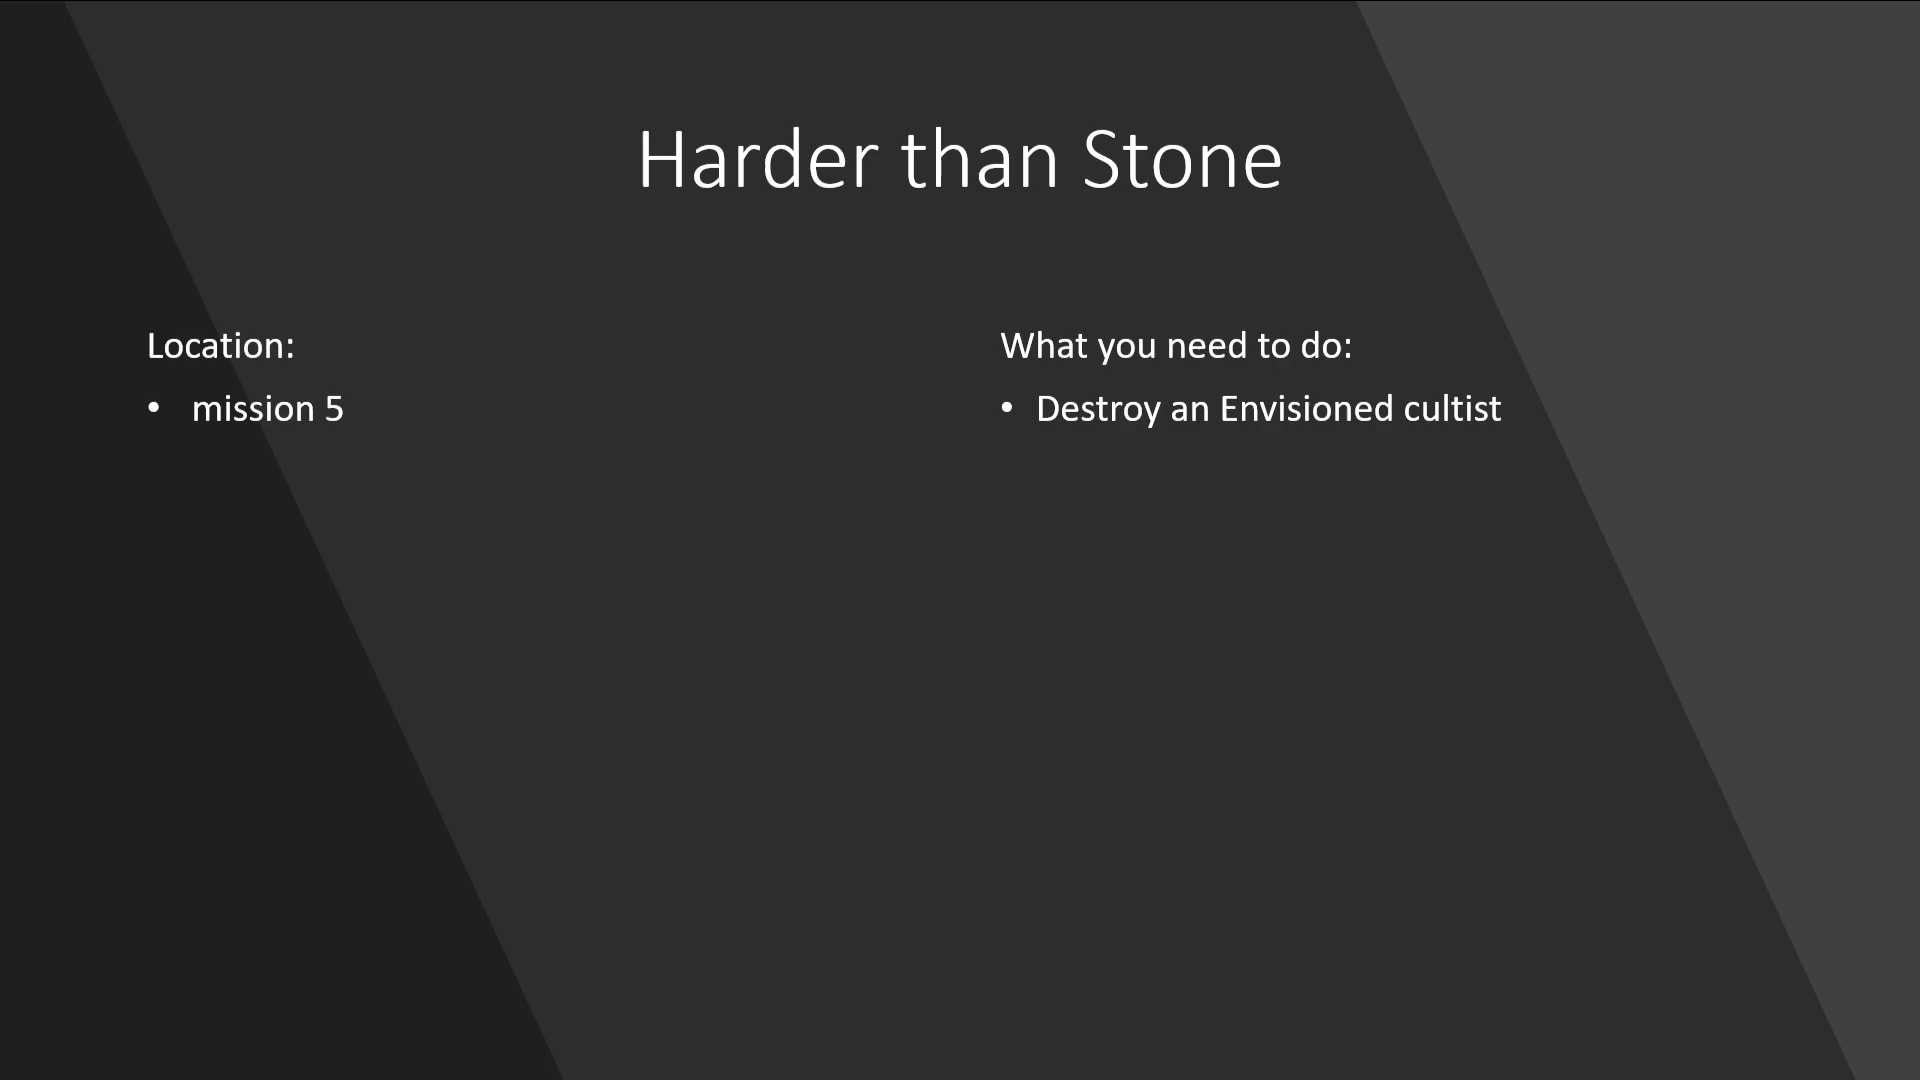 Harder than Stone
Location:
• mission 5
What you need to do:
• Destroy an Envisioned cultist